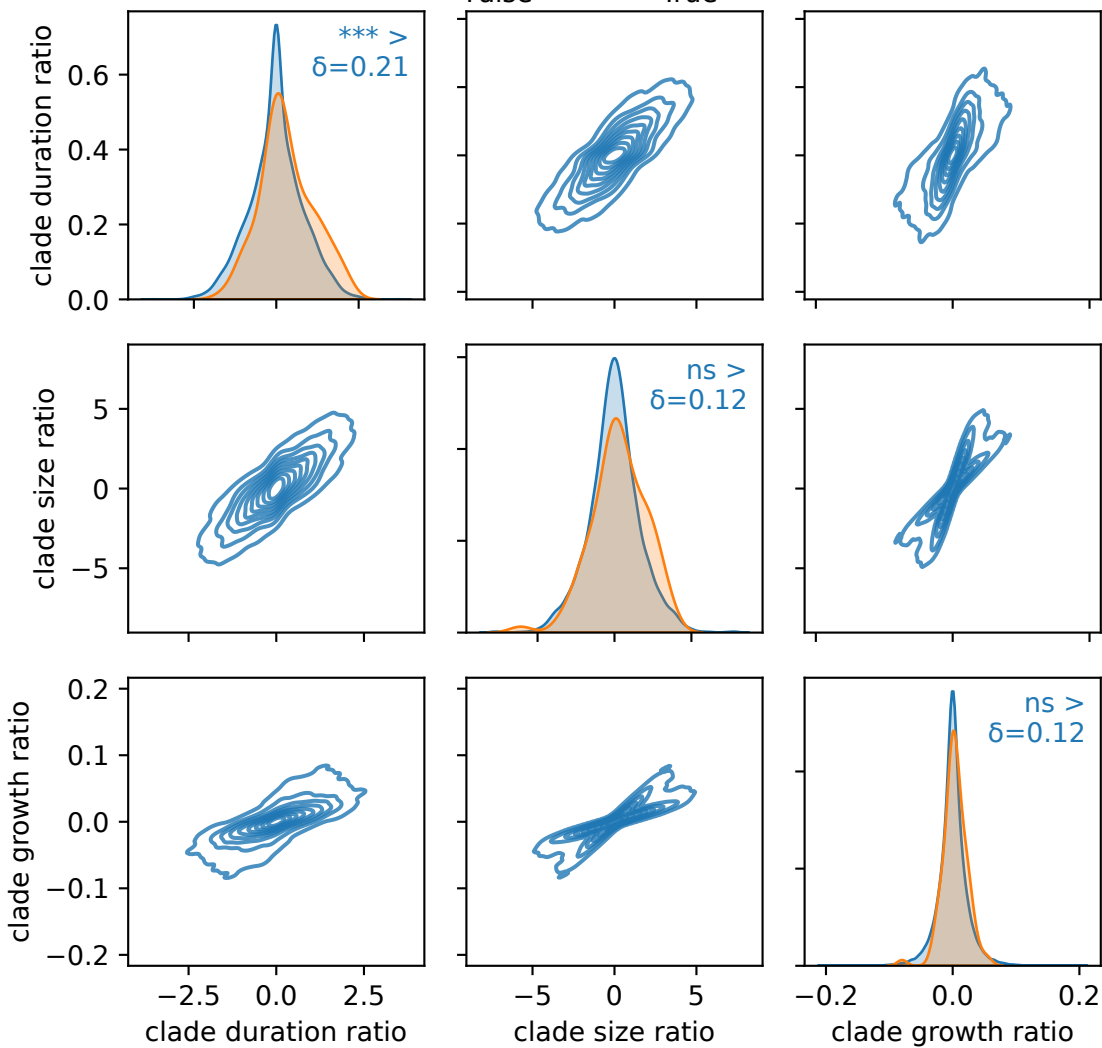 True
*** >
δ=0.21
clade duration ratio
0.6
0.4
0.2
0.0
ns >
δ=0.12
clade size ratio
5
0
−5
ns >
δ=0.12
clade growth ratio
0.2
0.1
0.0
−0.1
−0.2
−2.5 0.0 2.5 −5 0 5 −0.2 0.0 0.2
clade duration ratio clade size ratio clade growth ratio